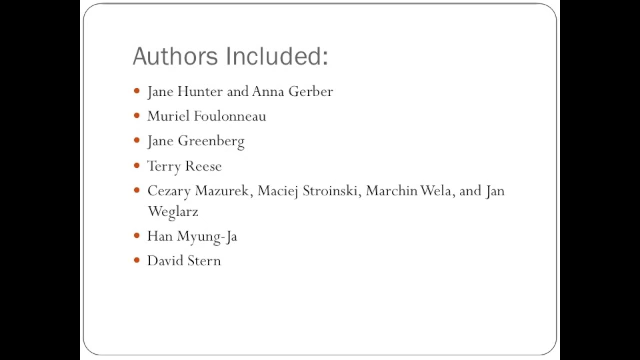 Authors Included:
• Jane Hunter and Anna Gerber
• Muriel Foulonneau
• Jane Greenberg
• Terry Reese
• Cezary Mazurek, Maciej Stroinski, Marchin Wela, and Jan
Weglarz
• Han Myung-Ja
• David Stern